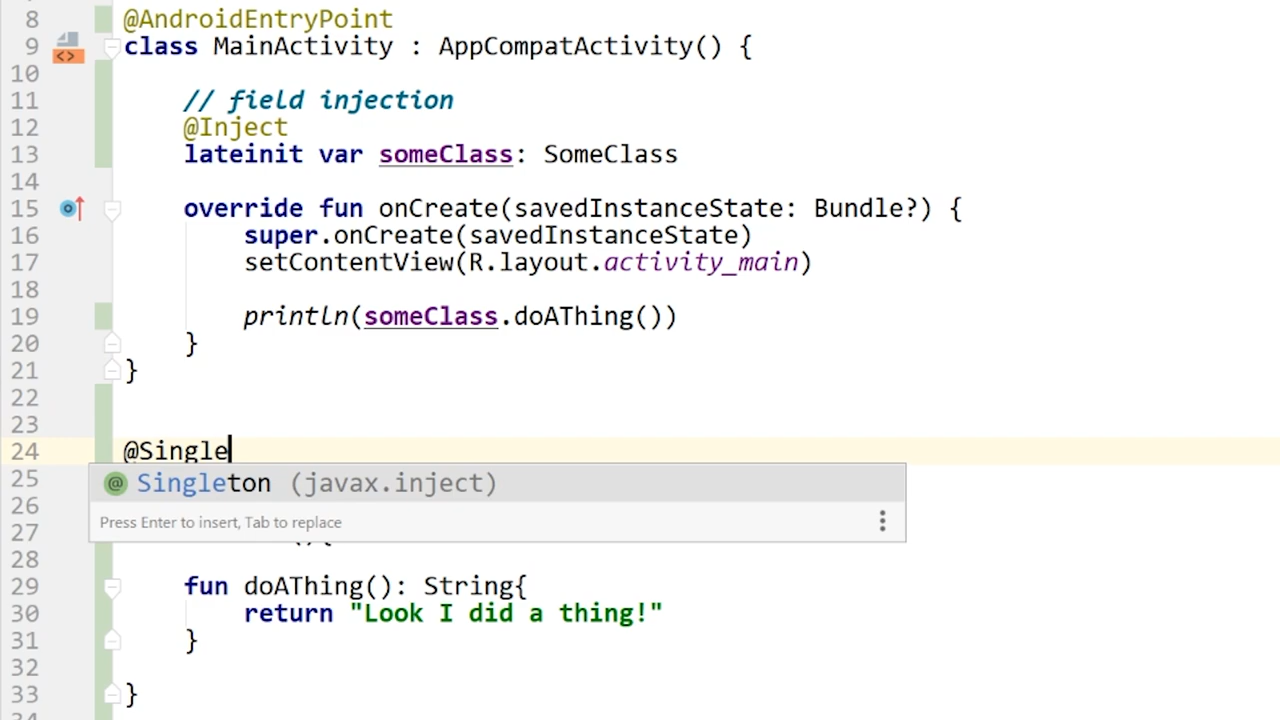 8 @AndroidEntryPoint
9 class MainActivity : AppCompatActivity() {
10
11 // field injection
12 @Inject
13 lateinit var someClass: SomeClass
14
15 override fun onCreate(savedInstanceState: Bundle?) {
16 super.onCreate(savedInstanceState)
17 setContentView(R.layout.activity_main)
18
19 println(someClass.doAThing())
20 }
21 }
22
23
24 @Single
25 @ Singleton (javax.inject)
26 Press Enter to insert, Tab to replace
27 (){
28
29 fun doAThing(): String{
30 return "Look I did a thing!"
31 }
32
33 }
34